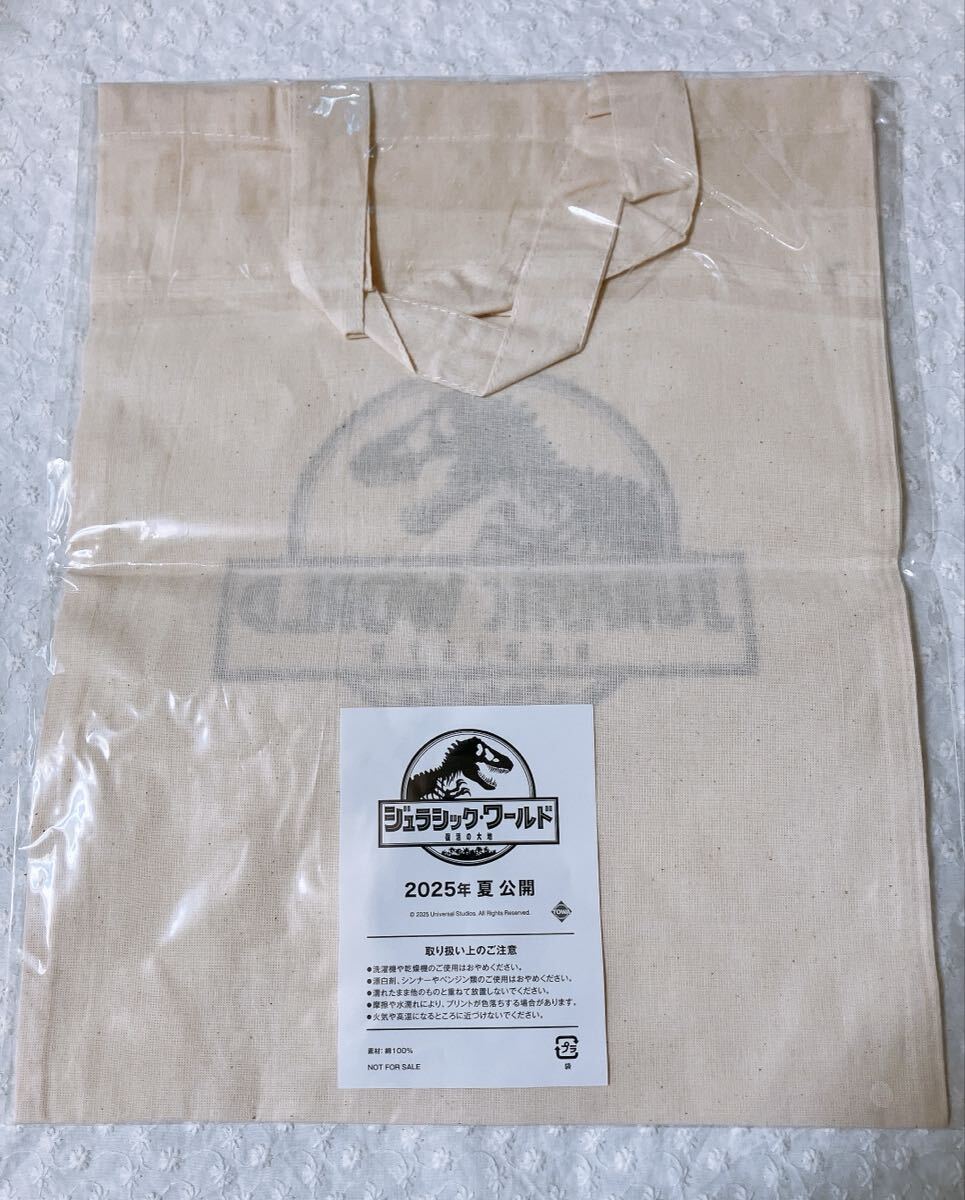 ジュラシック・ワールド
復活の大地
2025年 夏 公開
© 2025 Universal Studios. All Rights Reserved.
TOWA
取り扱い上のご注意
●洗濯機や乾燥機のご使用はおやめください。
●漂白剤、シンナーやベンジン類のご使用はおやめください。
●濡れたまま他のものと重ねて放置しないでください。
●摩擦や水濡れにより、プリントが色落ちする場合があります。
●火気や高温になるところに近づけないでください。
素材：綿100%
プラ
NOT FOR SALE
袋